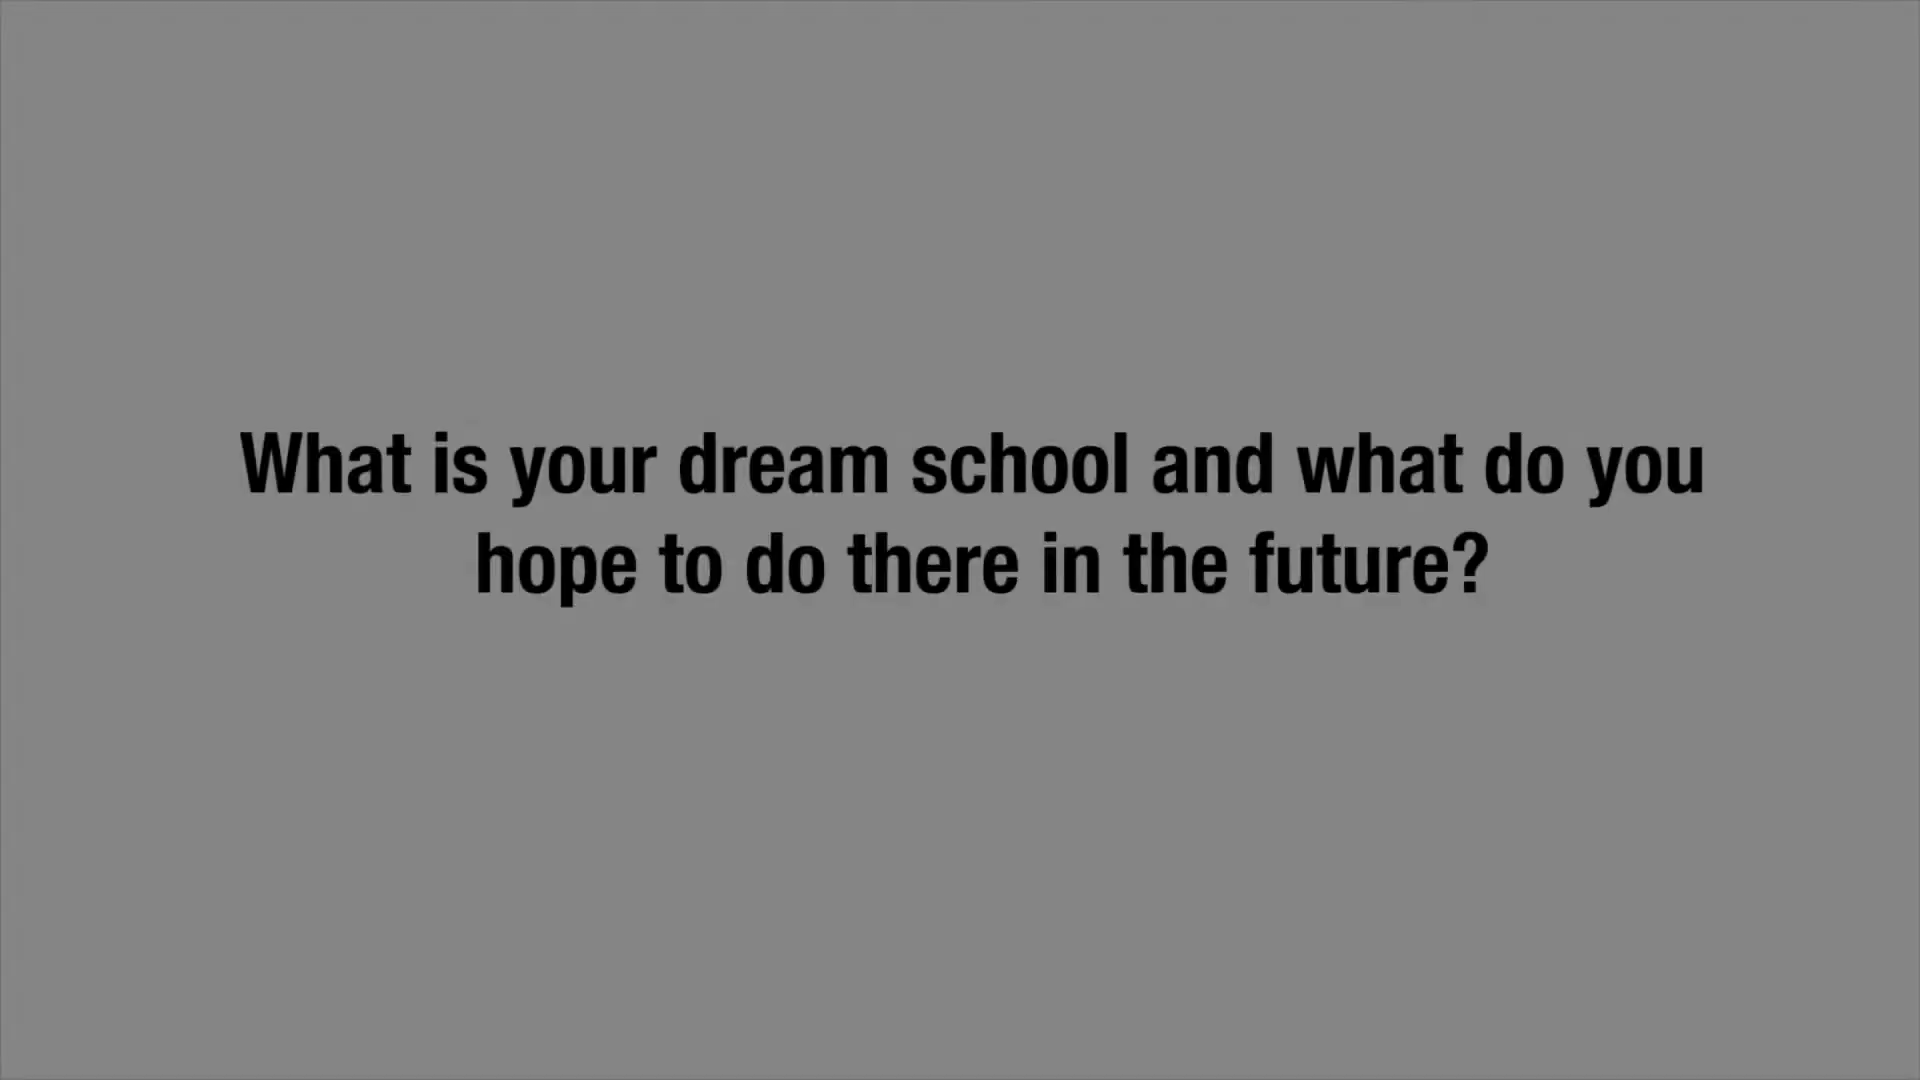 What is your dream school and what do you
hope to do there in the future?